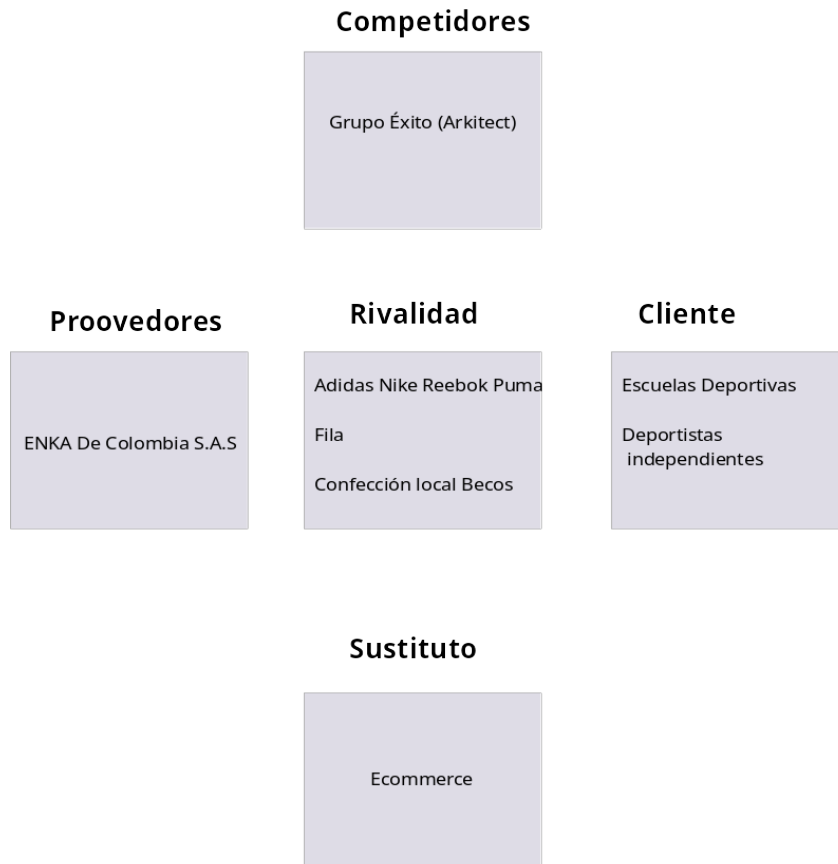 Competidores
Grupo Éxito (Arkitect)
Proovedores
ENKA De Colombia S.A.S
Rivalidad
Adidas Nike Reebok Puma
Fila
Confección local Becos
Cliente
Escuelas Deportivas
Deportistas
independientes
Sustituto
Ecommerce